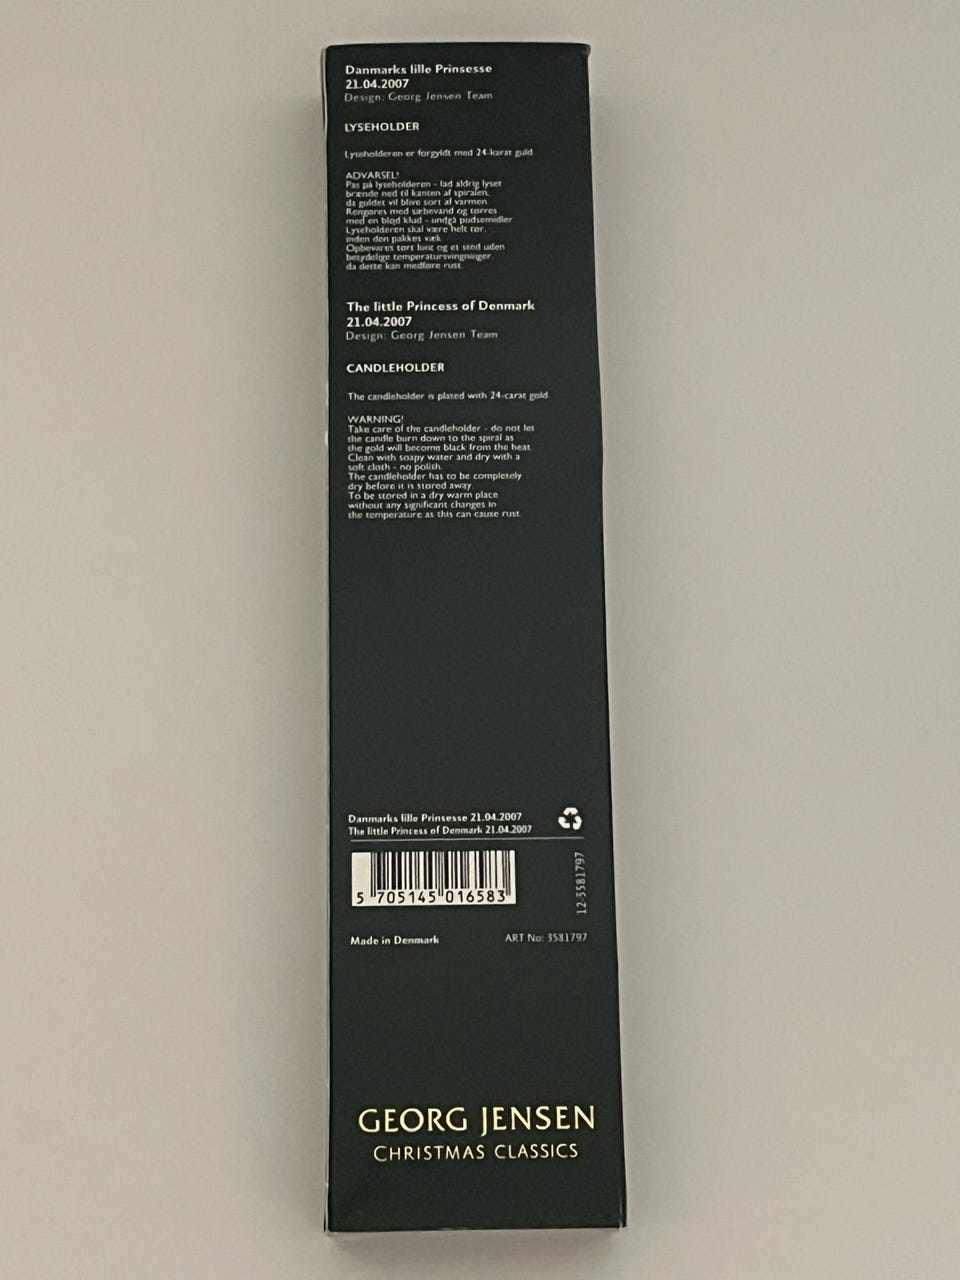 Danmarks lille Prinsesse
21.04.2007
Design: Georg Jensen Team
LYSEHOLDER
Lyseholderen er forgyldt med 24-karat guld
ADVARSEL!
Pas på lyseholderen - lad aldrig lyset
brænde ned til kanten af spiralen,
da guldet vil blive sort af varmen
Rengøres med sæbevand og tørres
med en blød klud - undgå pudsemidler
Lyseholderen skal være helt tør,
inden den pakkes væk
Opbevares tørt lunt og et sted uden
betydelige temperatursvingninger
da dette kan medføre rust
The little Princess of Denmark
21.04.2007
Design: Georg Jensen Team
CANDLEHOLDER
The candleholder is plated with 24-carat gold
WARNING!
Take care of the candleholder - do not let
the candle burn down to the spiral as
the gold will become black from the heat
Clean with soapy water and dry with a
soft cloth - no polish
The candleholder has to be completely
dry before it is stored away
To be stored in a dry warm place
without any significant changes in
the temperature as this can cause rust
Danmarks lille Prinsesse 21.04.2007
The little Princess of Denmark 21.04.2007
5 705145 016583
12-3581797
Made in Denmark
ART No: 3581797
GEORG JENSEN
CHRISTMAS CLASSICS